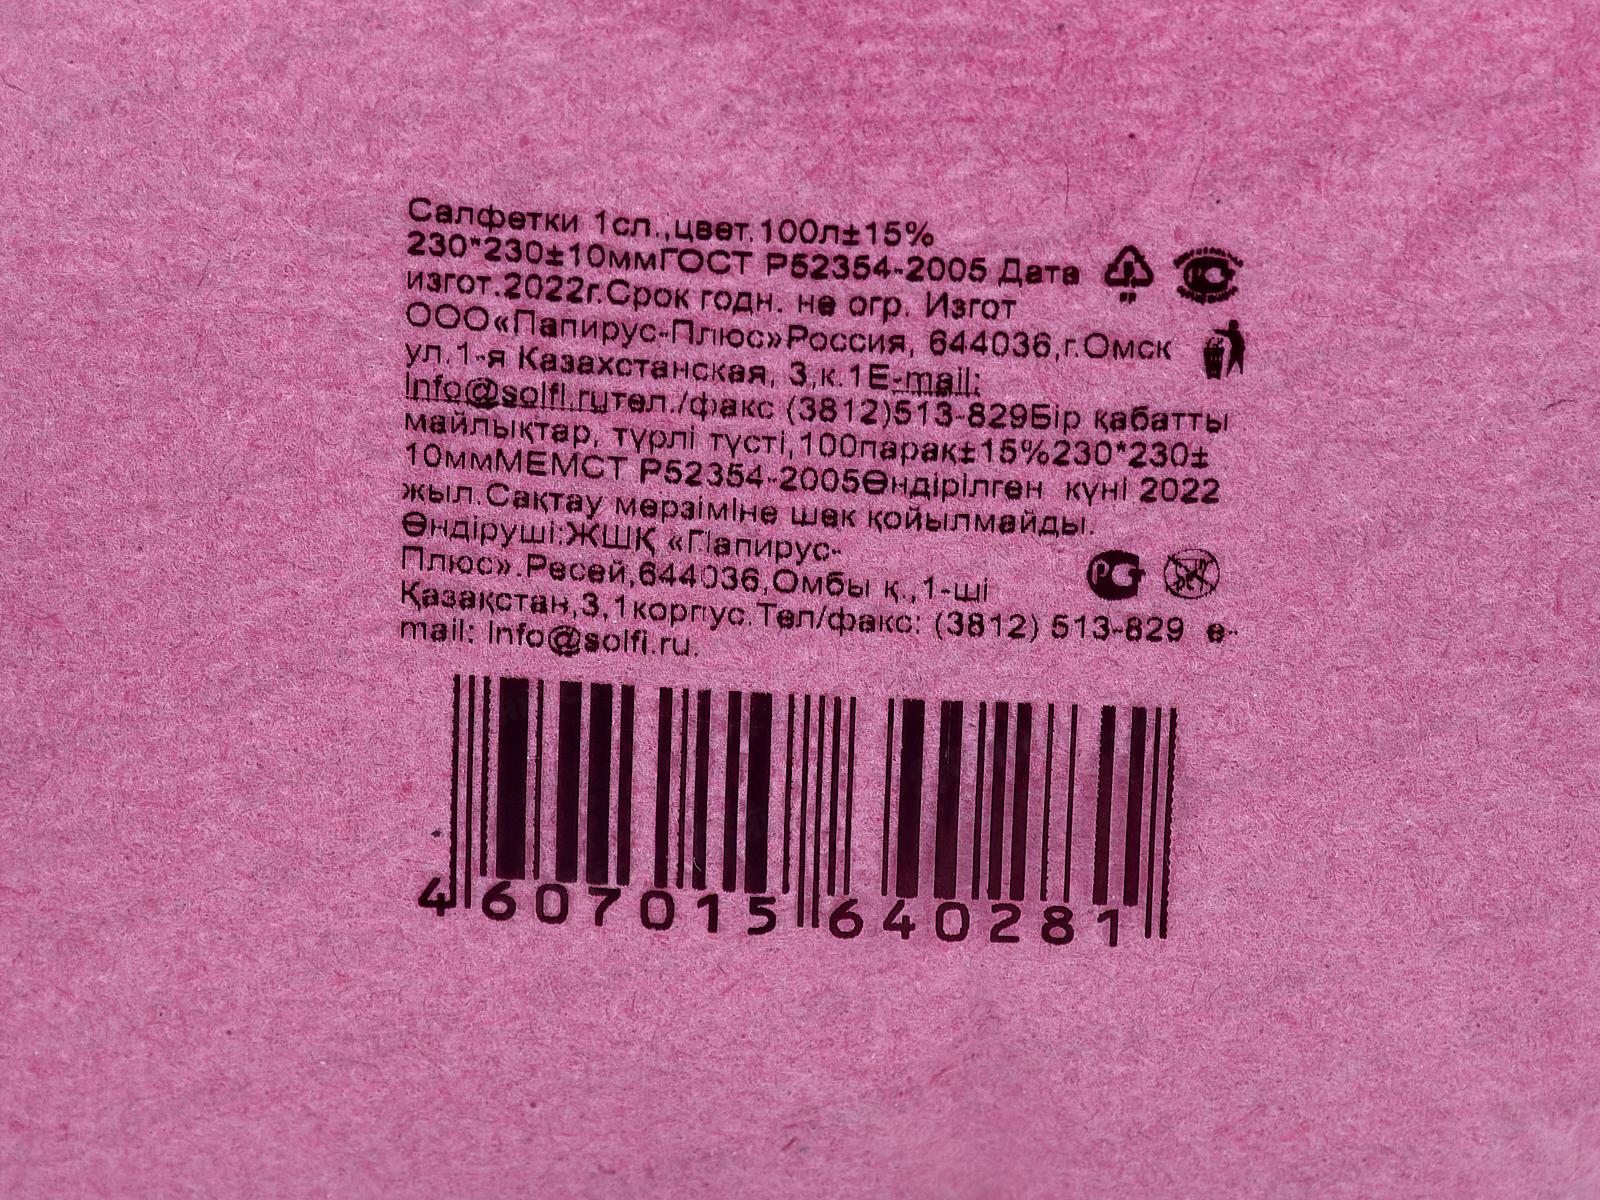 Салфетки 1сл.,цвет.100л±15%
230*230±10ммГОСТ Р52354-2005 Дата
изгот.2022г.Срок годн. не огр. Изгот
ООО«Папирус-Плюс»Россия, 644036,г.Омск
ул.1-я Казахстанская, 3,к.1E-mail:
Info@solfi.ruтел./факс (3812)513-829Бір қабатты
майлықтар, түрлі түсті,100парақ±15%230*230±
10ммМЕМСТ Р52354-2005Өндірілген күні 2022
жыл.Сақтау мерзіміне шек қойылмайды.
Өндіруші:ЖШҚ «Папирус-
Плюс».Ресей,644036,Омбы қ.,1-ші
Қазақстан,3,1корпус.Тел/факс: (3812) 513-829 e-
mail: Info@solfi.ru.
4 607015 640281